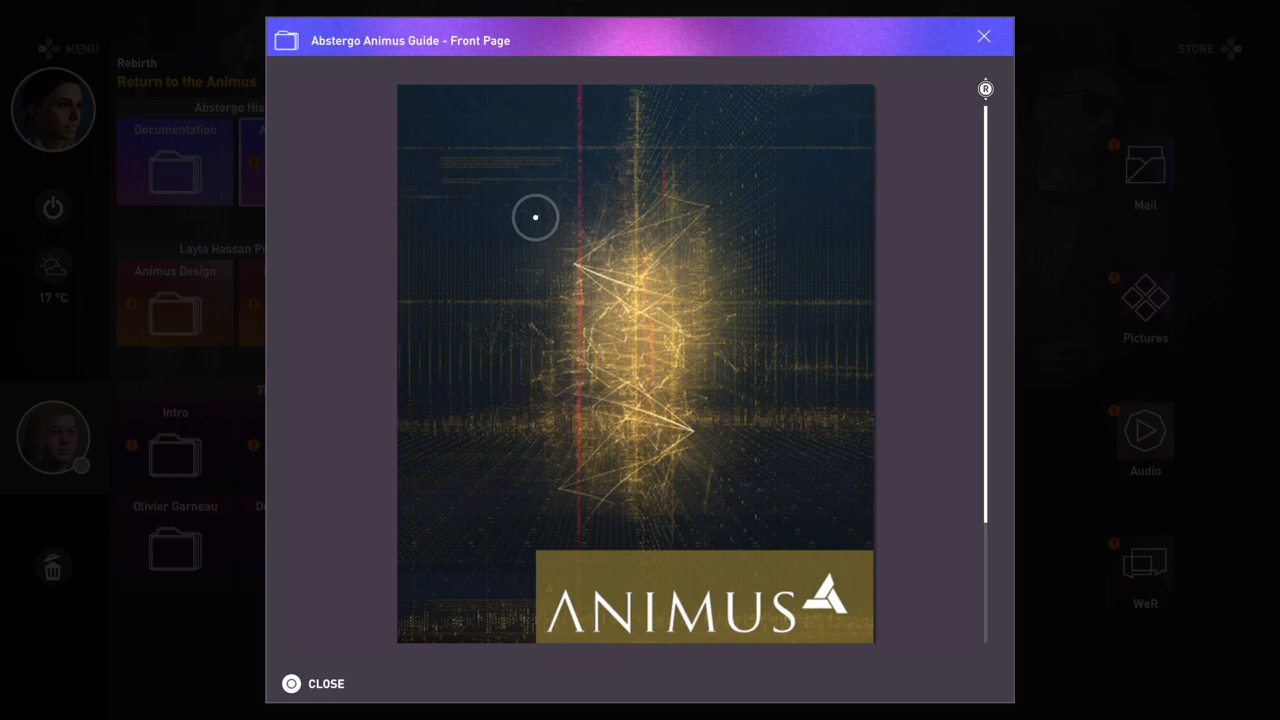 Abstergo Animus Guide - Front Page
MENU
STORE
Rebirth
Return to the Animus
Abstergo His
Documentation
A
Layla Hassan Pr
Animus Design
17 °C
Intro
Olivier Garneau
Mail
Pictures
Audio
WeR
R
ANIMUS
CLOSE